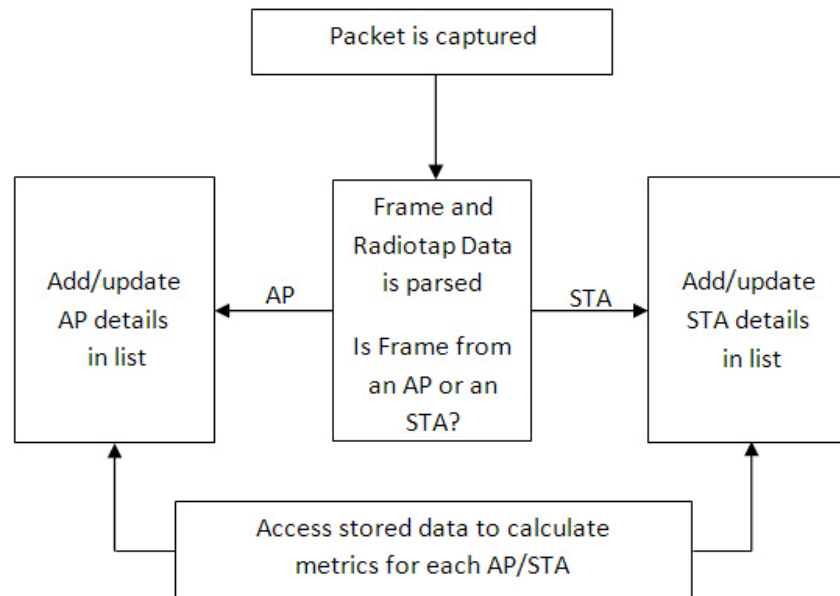 Packet is captured
Frame and
Radiotap Data
is parsed
Is Frame from
an AP or an
STA?
AP
STA
Add/update
AP details
in list
Add/update
STA details
in list
Access stored data to calculate
metrics for each AP/STA